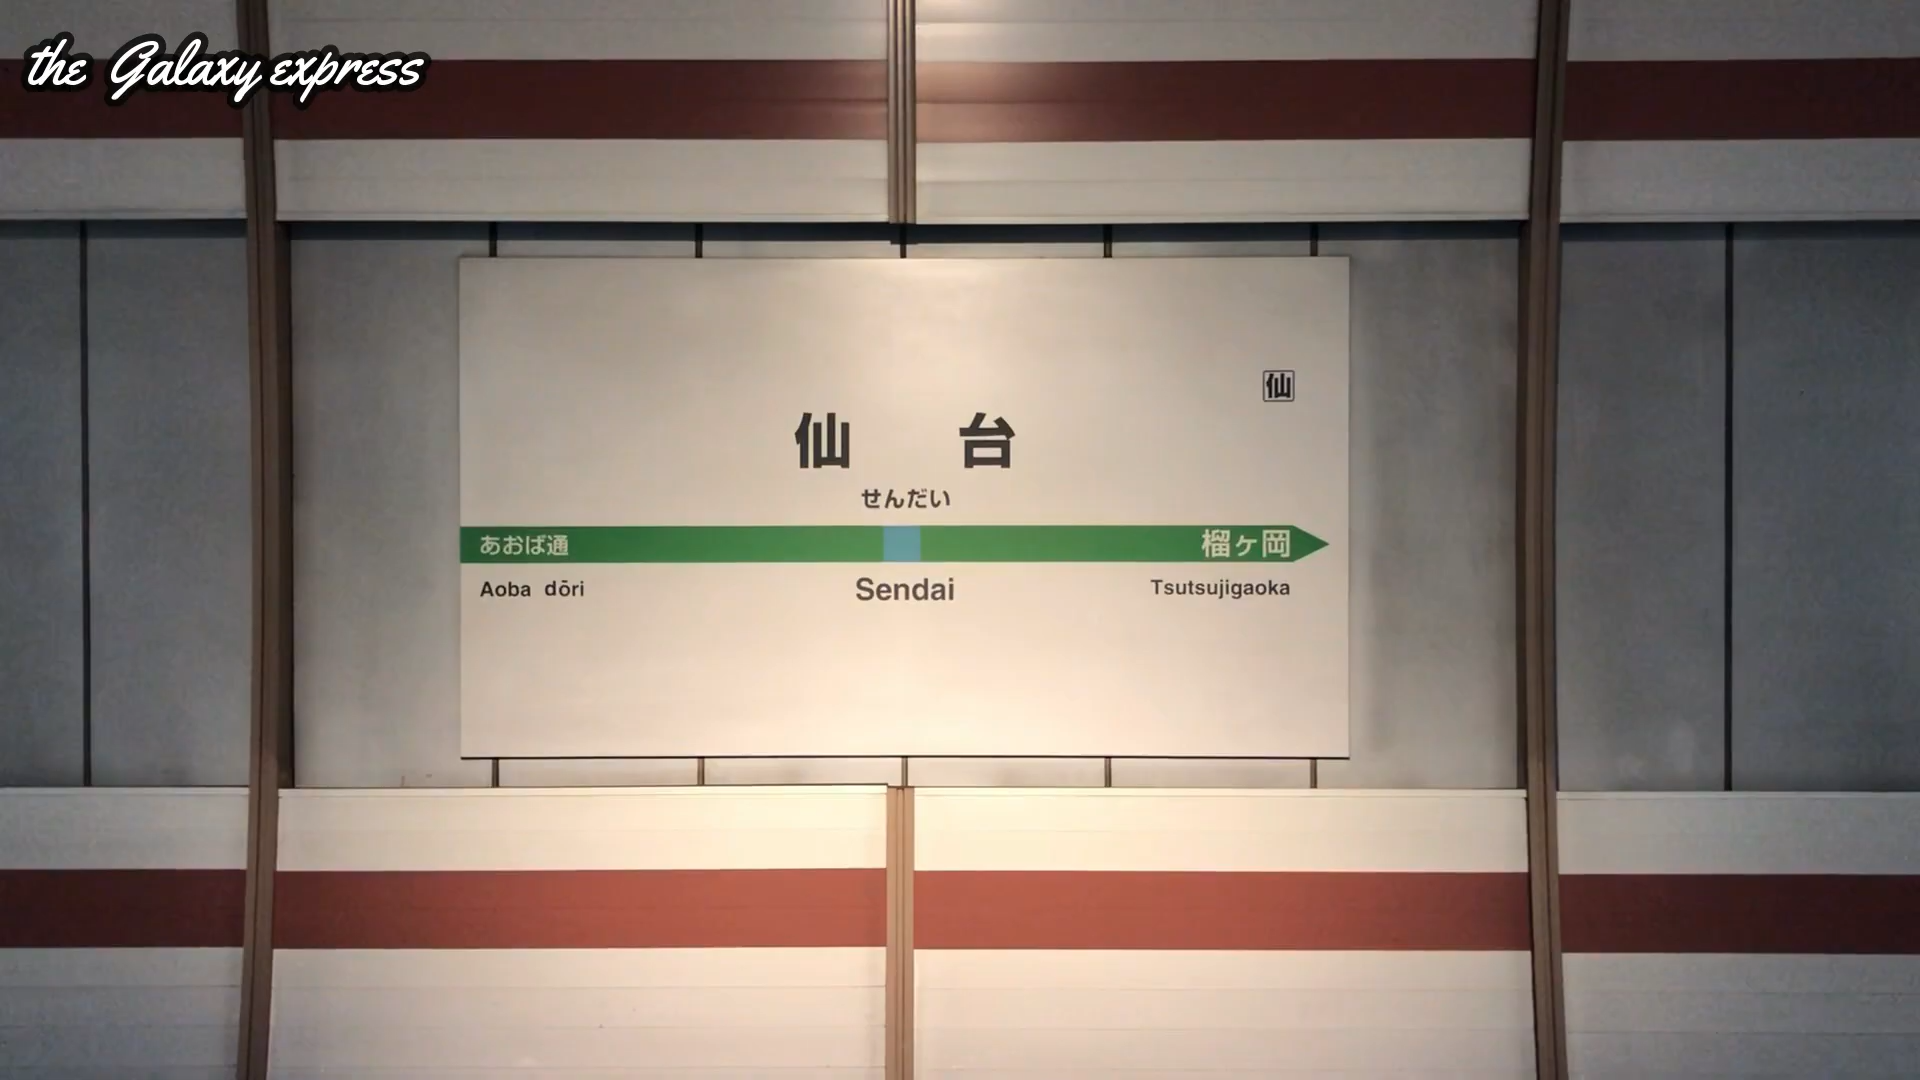 the Galaxy express
仙
仙台
せんだい
あおば通
榴ヶ岡
Aoba dōri
Sendai
Tsutsujigaoka